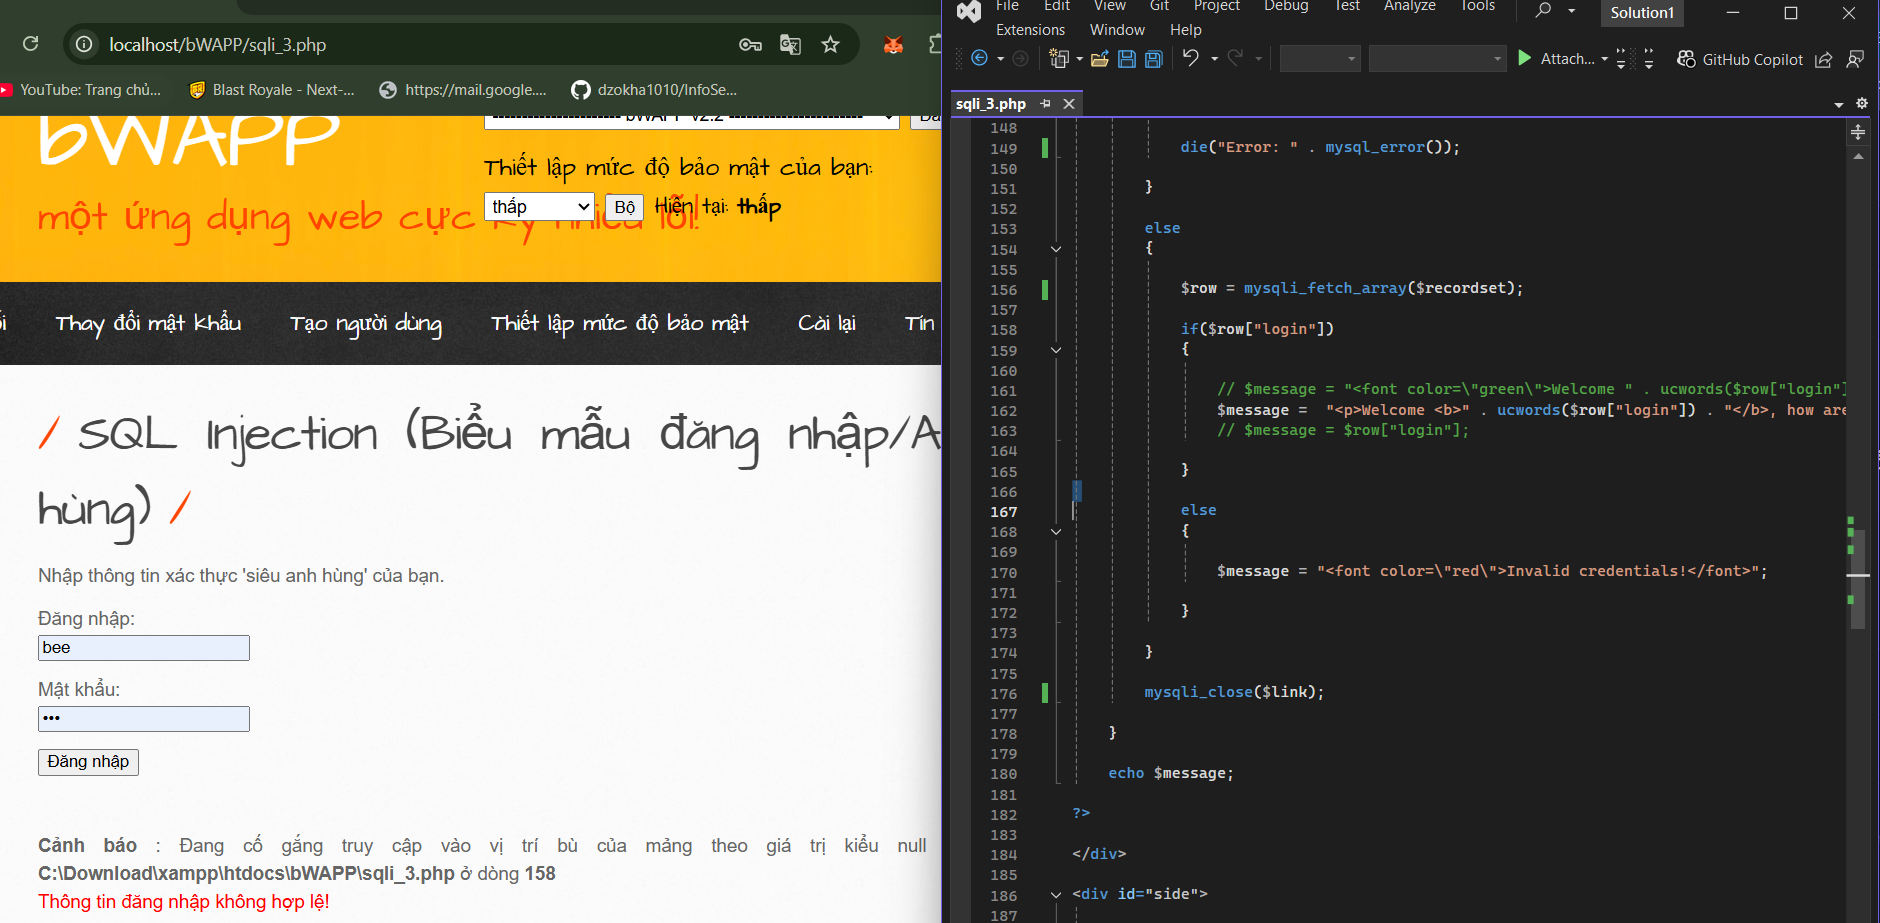 localhost/bWAPP/sqli_3.php
YouTube: Trang chủ...
Blast Royale - Next-...
https://mail.google....
dzokha1010/InfoSe...
bWAPP
một ứng dụng web cực kỳ nhiều lỗi!
-------------------- bWAPP v2.2 --------------------
Thiết lập mức độ bảo mật của bạn:
thấp
Bộ
Hiện tại: thấp
Thay đổi mật khẩu
Tạo người dùng
Thiết lập mức độ bảo mật
Cài lại
Tín
/ SQL Injection (Biểu mẫu đăng nhập/A
hùng) /
Nhập thông tin xác thực 'siêu anh hùng' của bạn.
Đăng nhập:
bee
Mật khẩu:
•••
Đăng nhập
Cảnh báo : Đang cố gắng truy cập vào vị trí bù của mảng theo giá trị kiểu null
C:\Download\xampp\htdocs\bWAPP\sqli_3.php ở dòng 158
Thông tin đăng nhập không hợp lệ!
File Edit View Git Project Debug Test Analyze Tools
Solution1
Extensions Window Help
Attach...
GitHub Copilot
sqli_3.php
148
149 die("Error: " . mysql_error());
150
151 }
152
153 else
154 {
155
156 $row = mysqli_fetch_array($recordset);
157
158 if($row["login"])
159 {
160
161 // $message = "<font color=\"green\">Welcome " . ucwords($row["login"]
162 $message =  "<p>Welcome <b>" . ucwords($row["login"]) . "</b>, how are
163 // $message = $row["login"];
164
165 }
166
167 else
168 {
169
170 $message = "<font color=\"red\">Invalid credentials!</font>";
171
172 }
173
174 }
175
176 mysqli_close($link);
177
178 }
179
180 echo $message;
181
182 ?>
183
184 </div>
185
186 <div id="side">
187